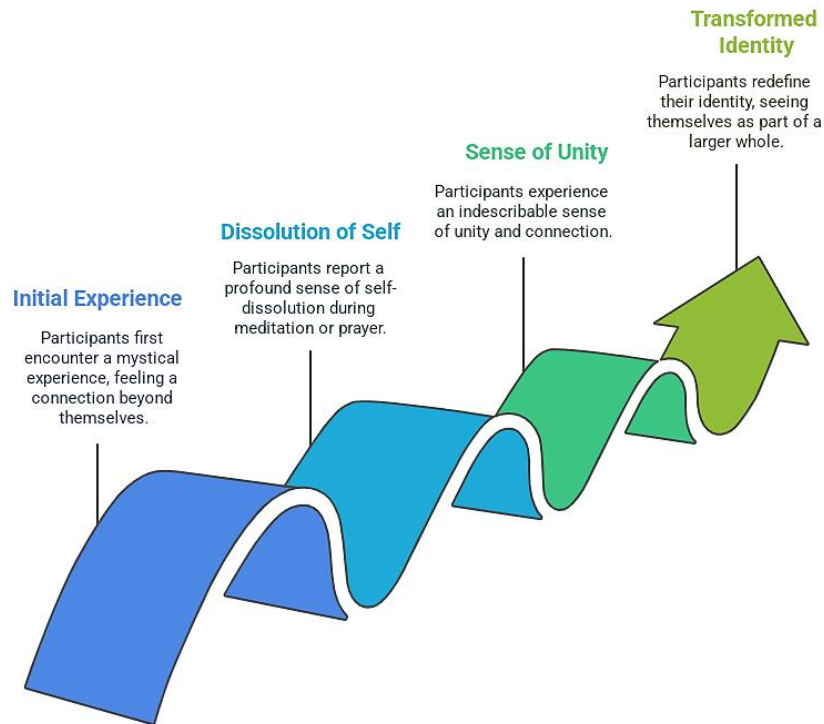 Initial Experience
Participants first
encounter a mystical
experience, feeling a
connection beyond
themselves.
Dissolution of Self
Participants report a
profound sense of self-
dissolution during
meditation or prayer.
Sense of Unity
Participants experience
an indescribable sense
of unity and connection.
Transformed
Identity
Participants redefine
their identity, seeing
themselves as part of a
larger whole.